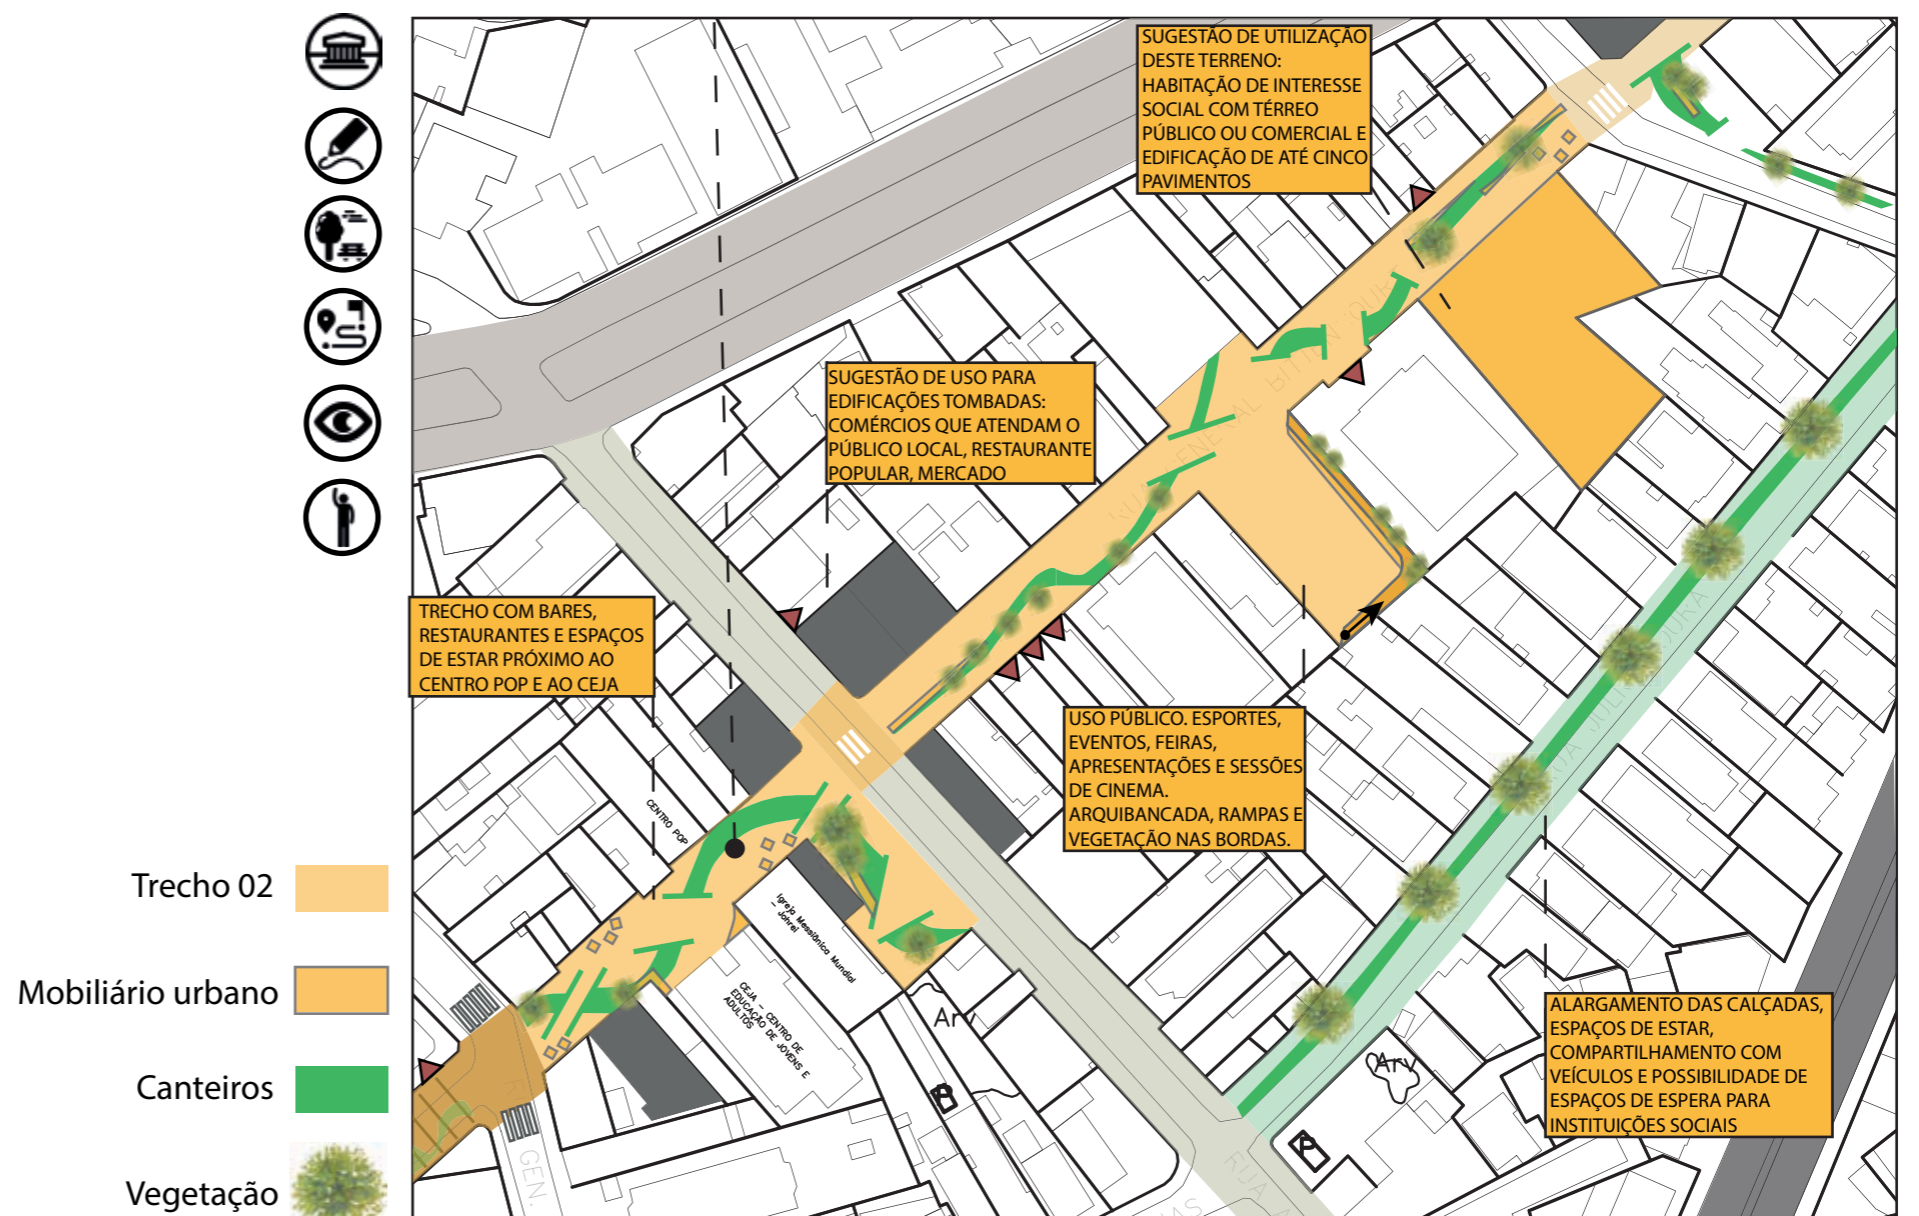 SUGESTÃO DE UTILIZAÇÃO
DESTE TERRENO:
HABITAÇÃO DE INTERESSE
SOCIAL COM TÉRREO
PÚBLICO OU COMERCIAL E
EDIFICAÇÃO DE ATÉ CINCO
PAVIMENTOS
SUGESTÃO DE USO PARA
EDIFICAÇÕES TOMBADAS:
COMÉRCIOS QUE ATENDAM O
PÚBLICO LOCAL, RESTAURANTE
POPULAR, MERCADO
TRECHO COM BARES,
RESTAURANTES E ESPAÇOS
DE ESTAR PRÓXIMO AO
CENTRO POP E AO CEJA
USO PÚBLICO. ESPORTES,
EVENTOS, FEIRAS,
APRESENTAÇÕES E SESSÕES
DE CINEMA.
ARQUIBANCADA, RAMPAS E
VEGETAÇÃO NAS BORDAS.
CENTRO POP
Igreja Messiânica Mundial
- Johrei
CEJA - CENTRO DE
EDUCAÇÃO DE JOVENS E
ADULTOS
Arv
Arv
R
R
GEN.
RUA
ALARGAMENTO DAS CALÇADAS,
ESPAÇOS DE ESTAR,
COMPARTILHAMENTO COM
VEÍCULOS E POSSIBILIDADE DE
ESPAÇOS DE ESPERA PARA
INSTITUIÇÕES SOCIAIS
Trecho 02
Mobiliário urbano
Canteiros
Vegetação